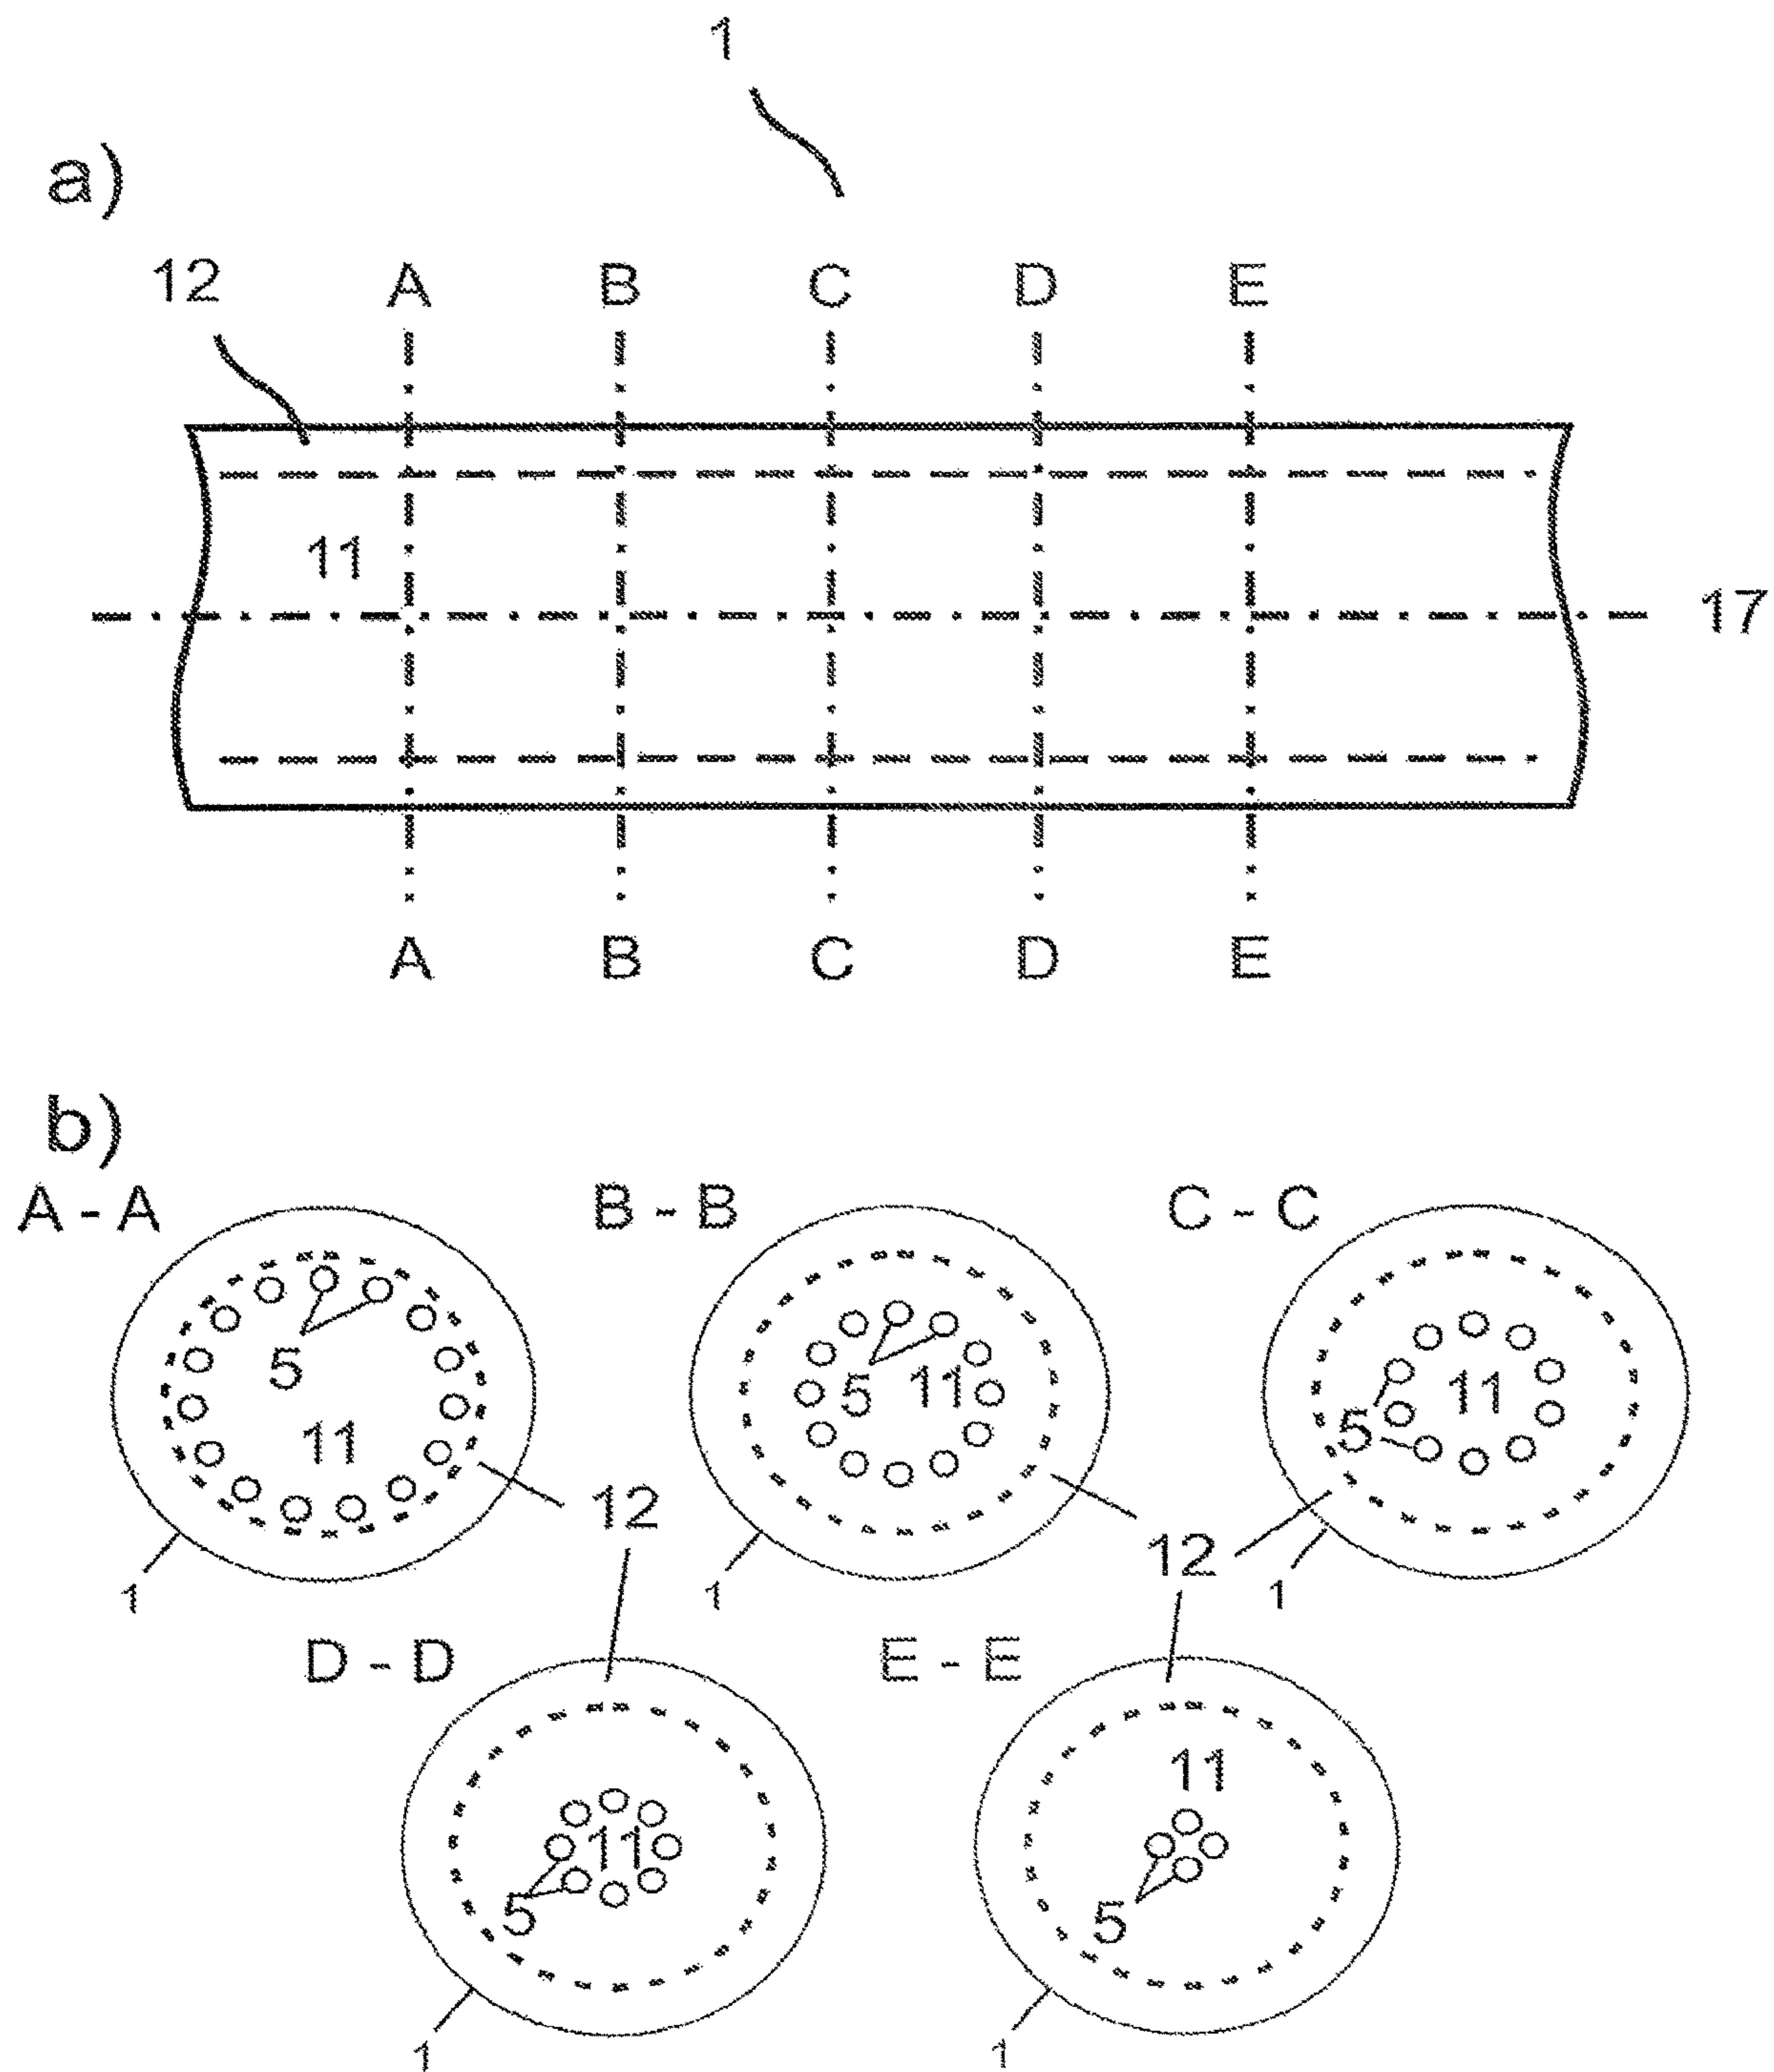 1
a)
12 A B C D E
11
17
A B C D E
b)
A - A B - B C - C
5 5 11 11 5
11
12 12
1 1 1
D - D E - E
11
11
5 5
1 1